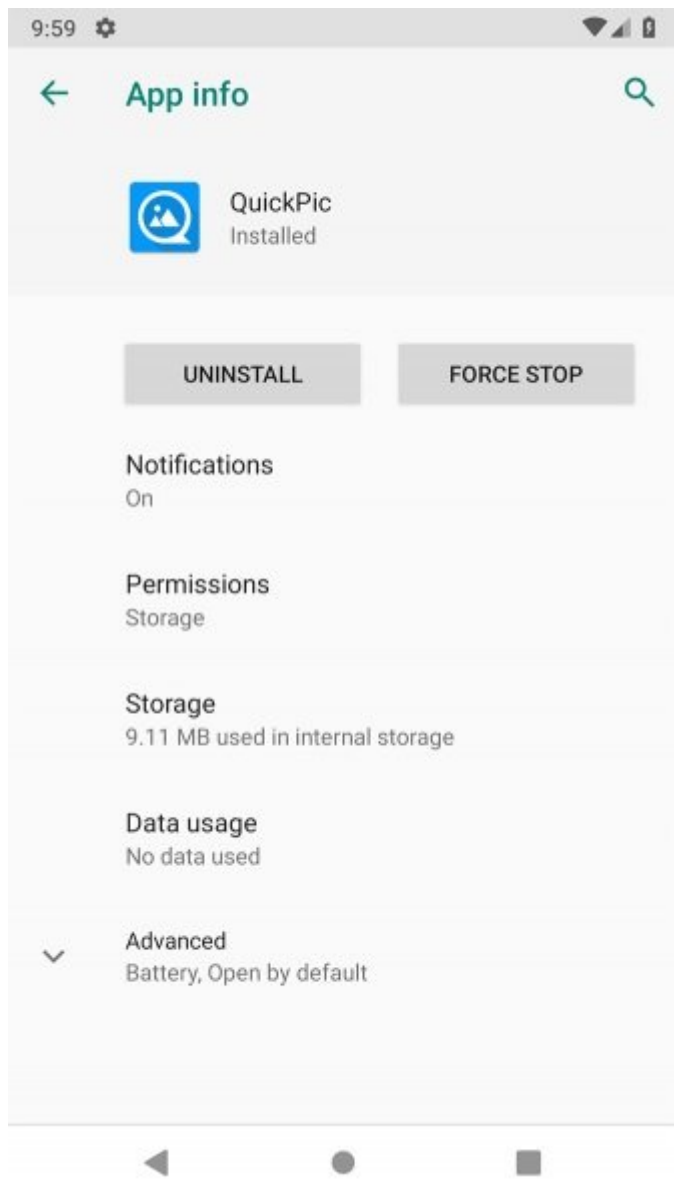 9:59
App info
QuickPic
Installed
UNINSTALL FORCE STOP
Notifications
On
Permissions
Storage
Storage
9.11 MB used in internal storage
Data usage
No data used
Advanced
Battery, Open by default